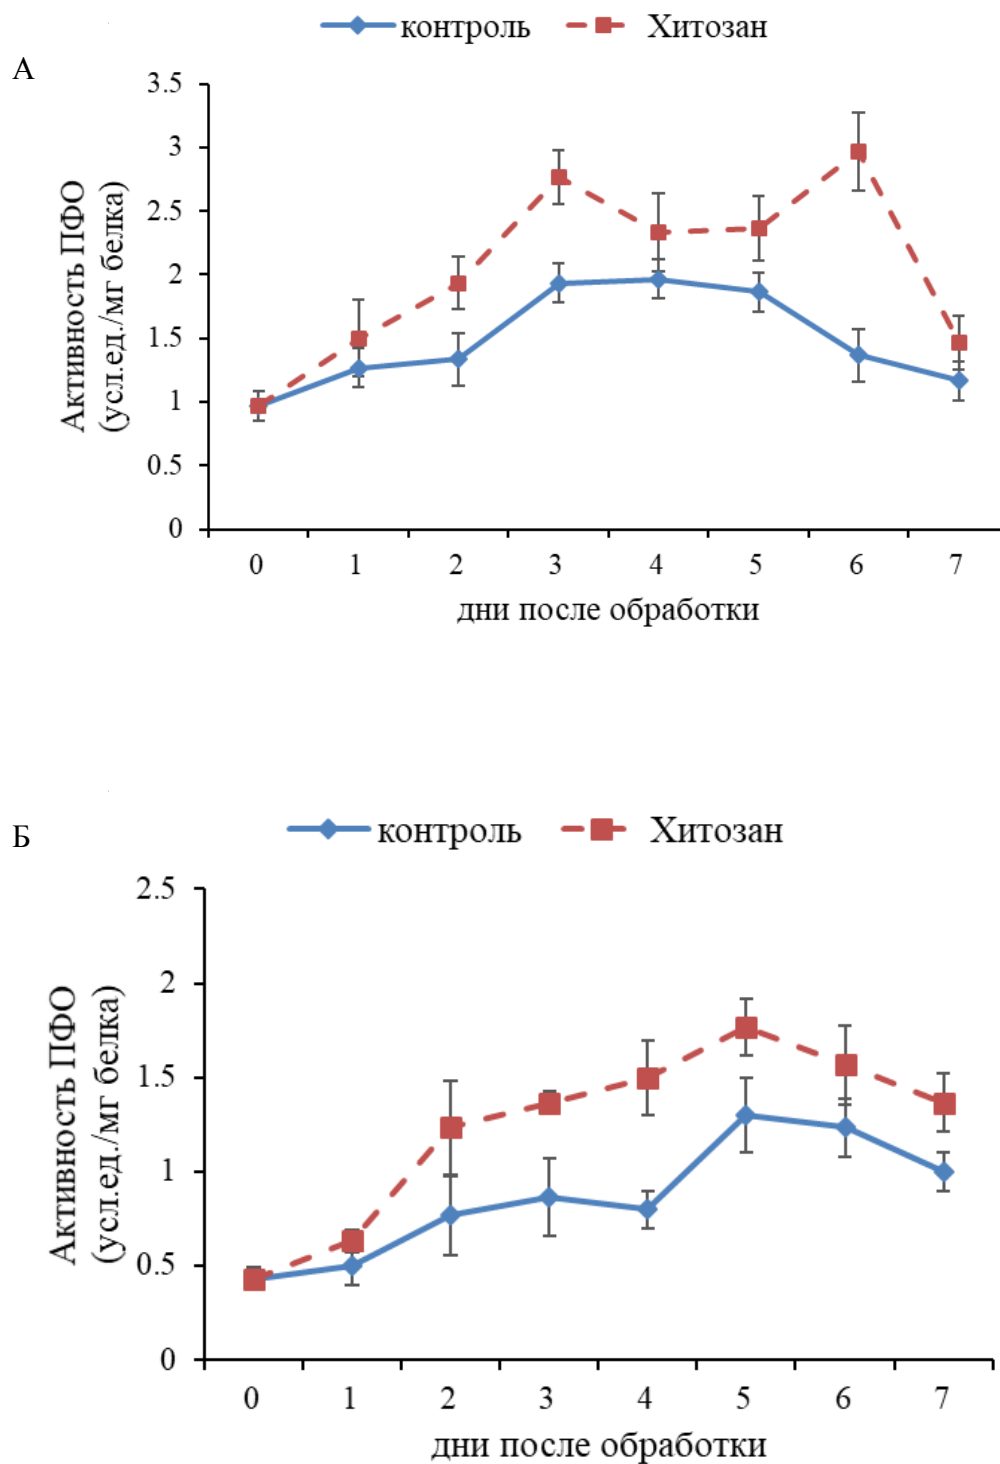 контроль Хитозан
А
3.5
3
2.5
2
1.5
1
0.5
0
Активность ПФО
(усл.ед./мг белка)
0 1 2 3 4 5 6 7
дни после обработки
контроль Хитозан
Б
2.5
2
1.5
1
0.5
0
Активность ПФО
(усл.ед./мг белка)
0 1 2 3 4 5 6 7
дни после обработки